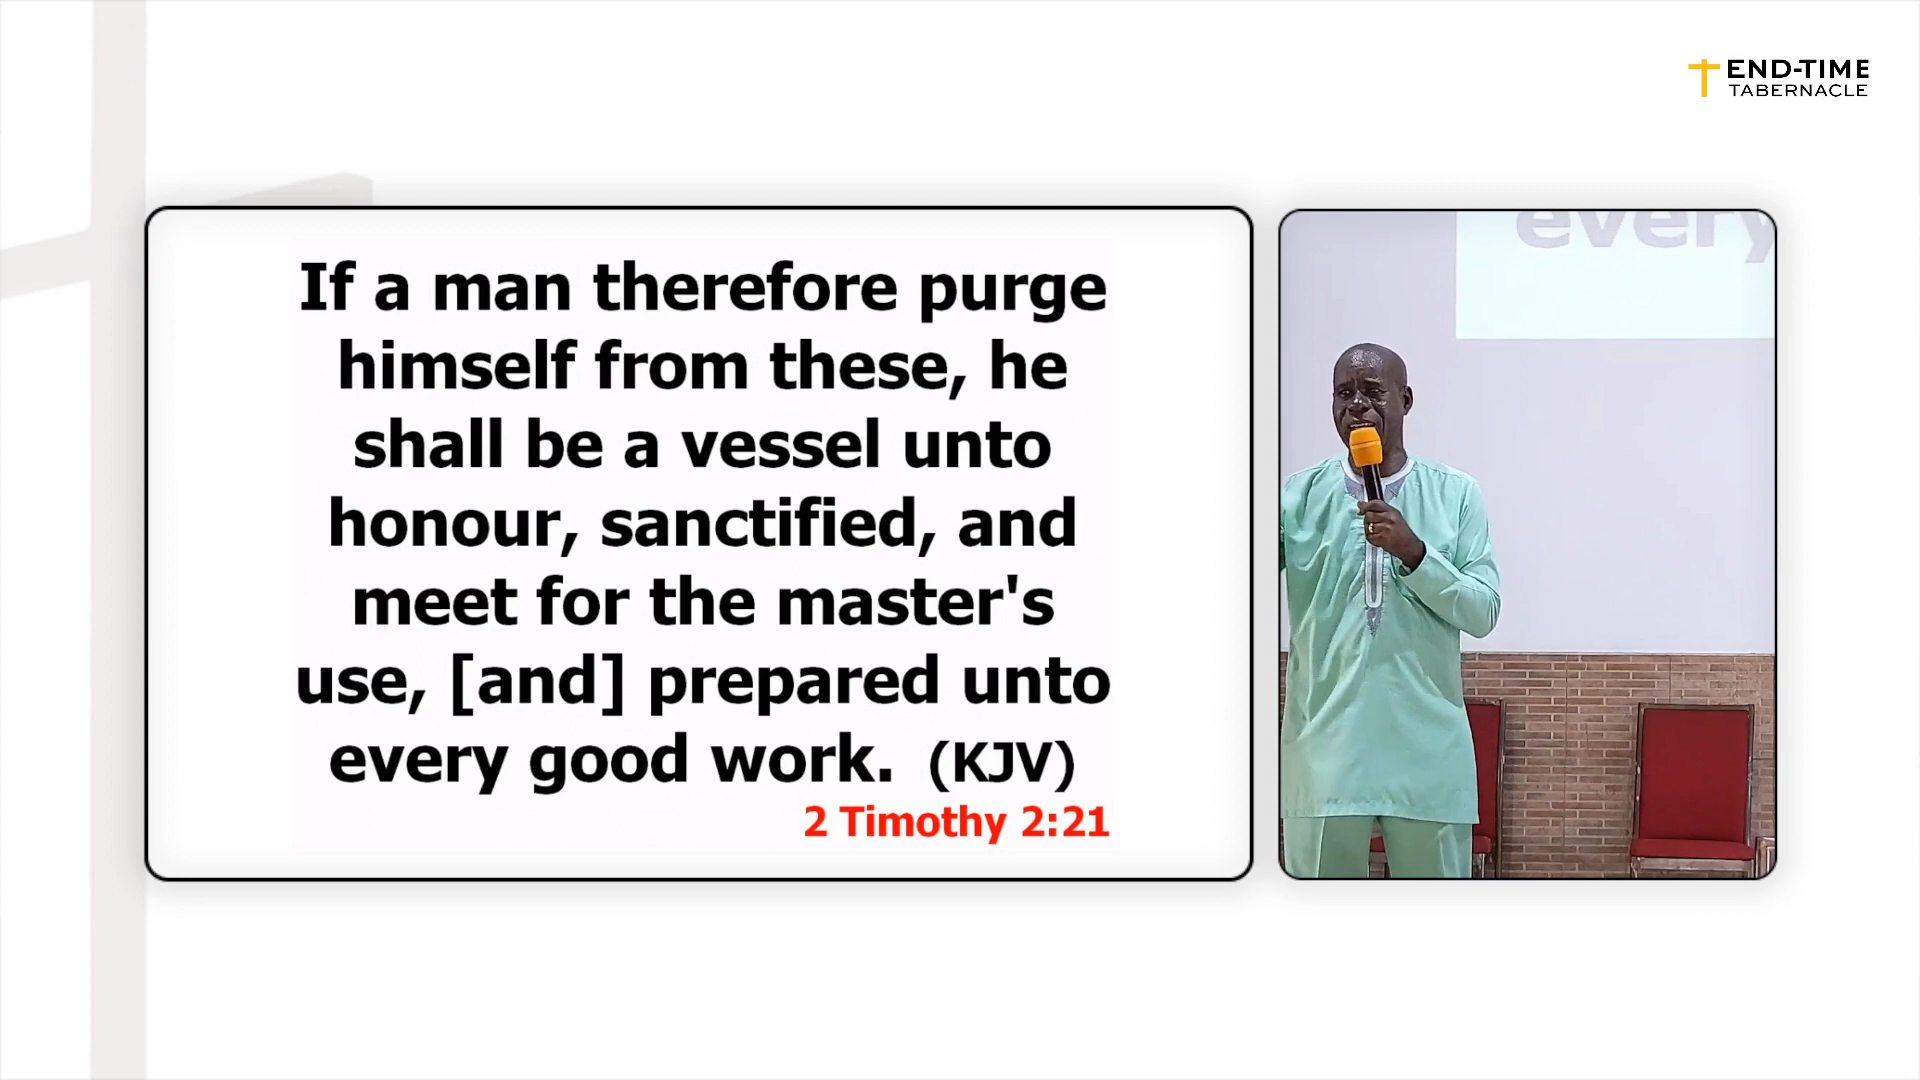 END-TIME
TABERNACLE
If a man therefore purge
himself from these, he
shall be a vessel unto
honour, sanctified, and
meet for the master's
use, [and] prepared unto
every good work. (KJV)
2 Timothy 2:21
every